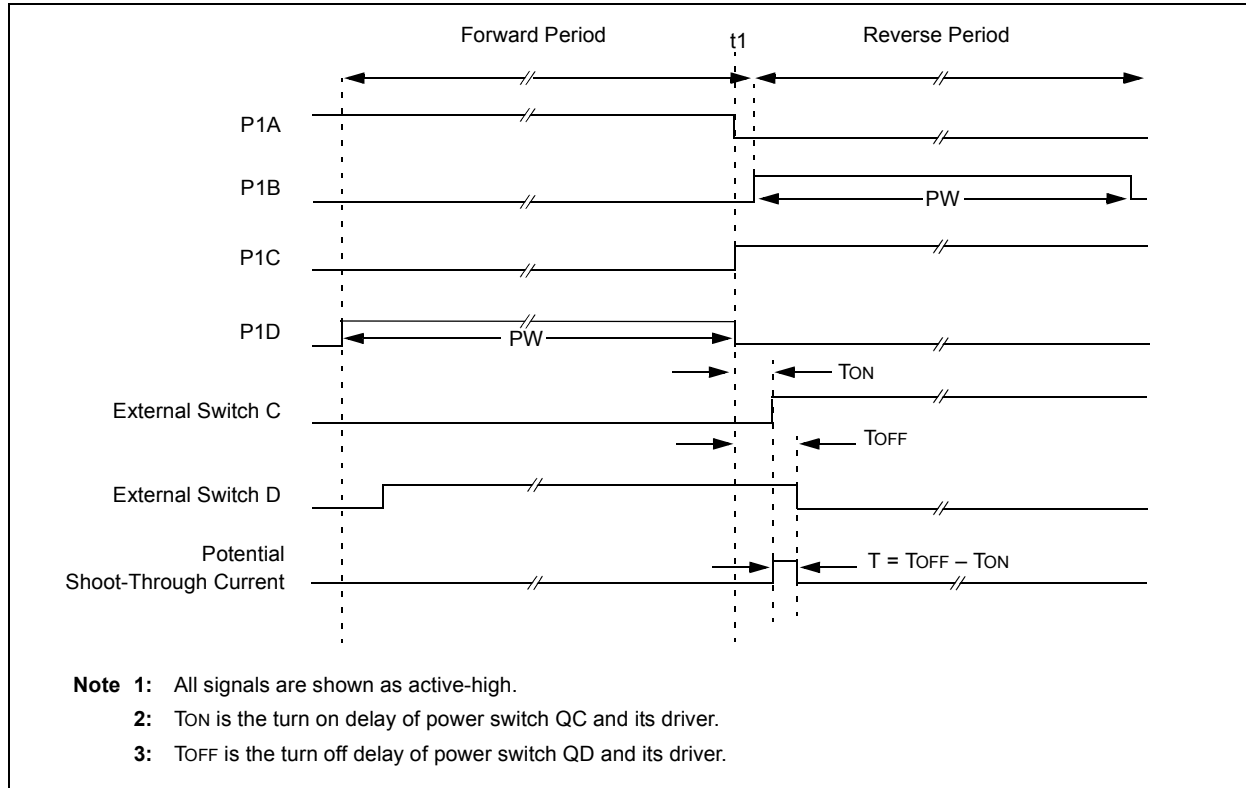 Forward Period
t1
Reverse Period
P1A
P1B
PW
P1C
P1D
PW
TON
External Switch C
TOFF
External Switch D
Potential
Shoot-Through Current
T = TOFF – TON
Note 1: All signals are shown as active-high.
2: TON is the turn on delay of power switch QC and its driver.
3: TOFF is the turn off delay of power switch QD and its driver.